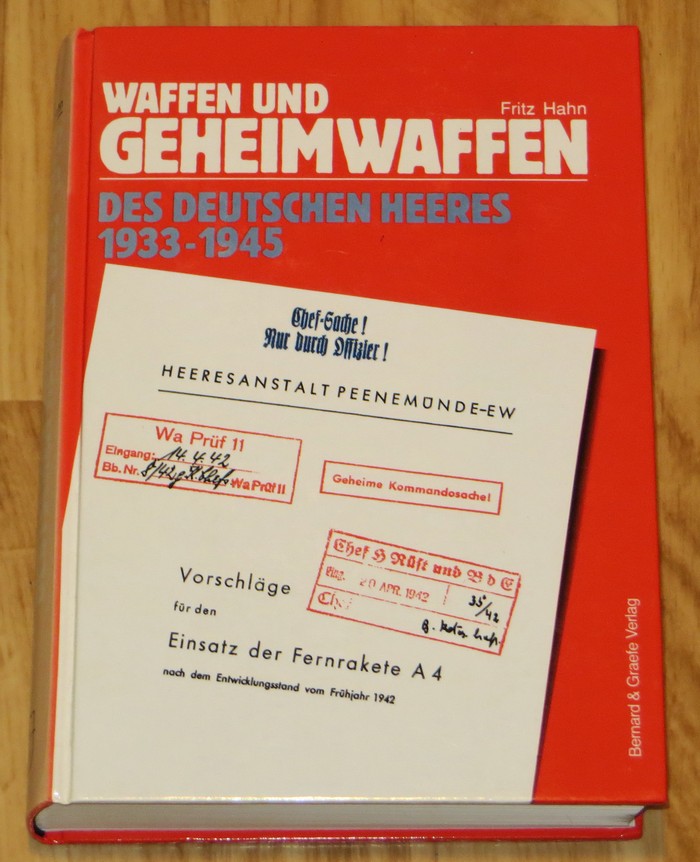 WAFFEN UND
Fritz Hahn
GEHEIMWAFFEN
DES DEUTSCHEN HEERES
1933-1945
Chef-Sache!
Nur durch Offizier!
HEERESANSTALT PEENEMÜNDE-EW
Wa Prüf 11
Eingang: 14.4.42
Bb. Nr. Wa Prüf 11
Geheime Kommandosache!
Chef H Rüst und B d E
Eing. 20 APR. 1942
35/42
Vorschläge
für den
Einsatz der Fernrakete A 4
nach dem Entwicklungsstand vom Frühjahr 1942
Bernard & Graefe Verlag